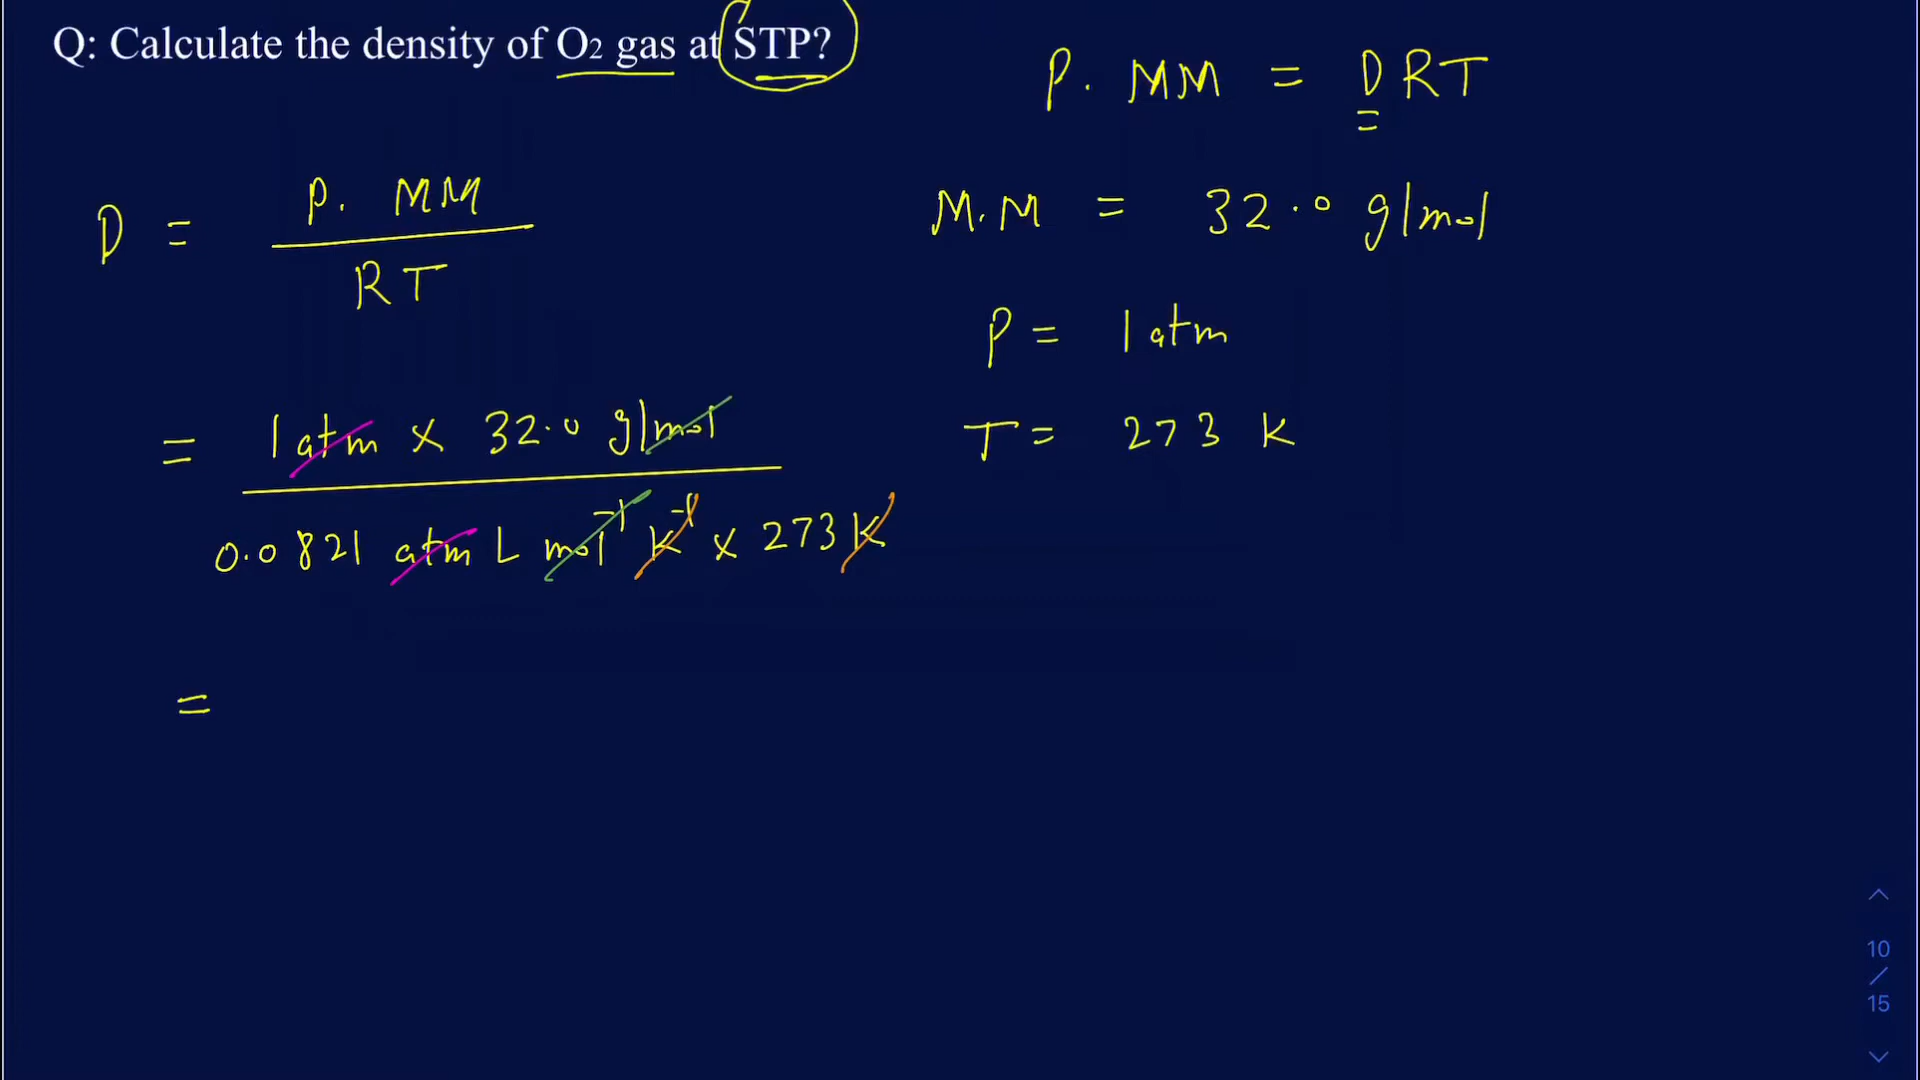 Q: Calculate the density of O₂ gas at STP?
P. MM = DRT
D = P. MM / RT
M.M = 32.0 g/mol
P = 1 atm
= 1 atm x 32.0 g/mol
T = 273 K
0.0821 atm L mol⁻¹ K⁻¹ x 273 K
=
10
/
15